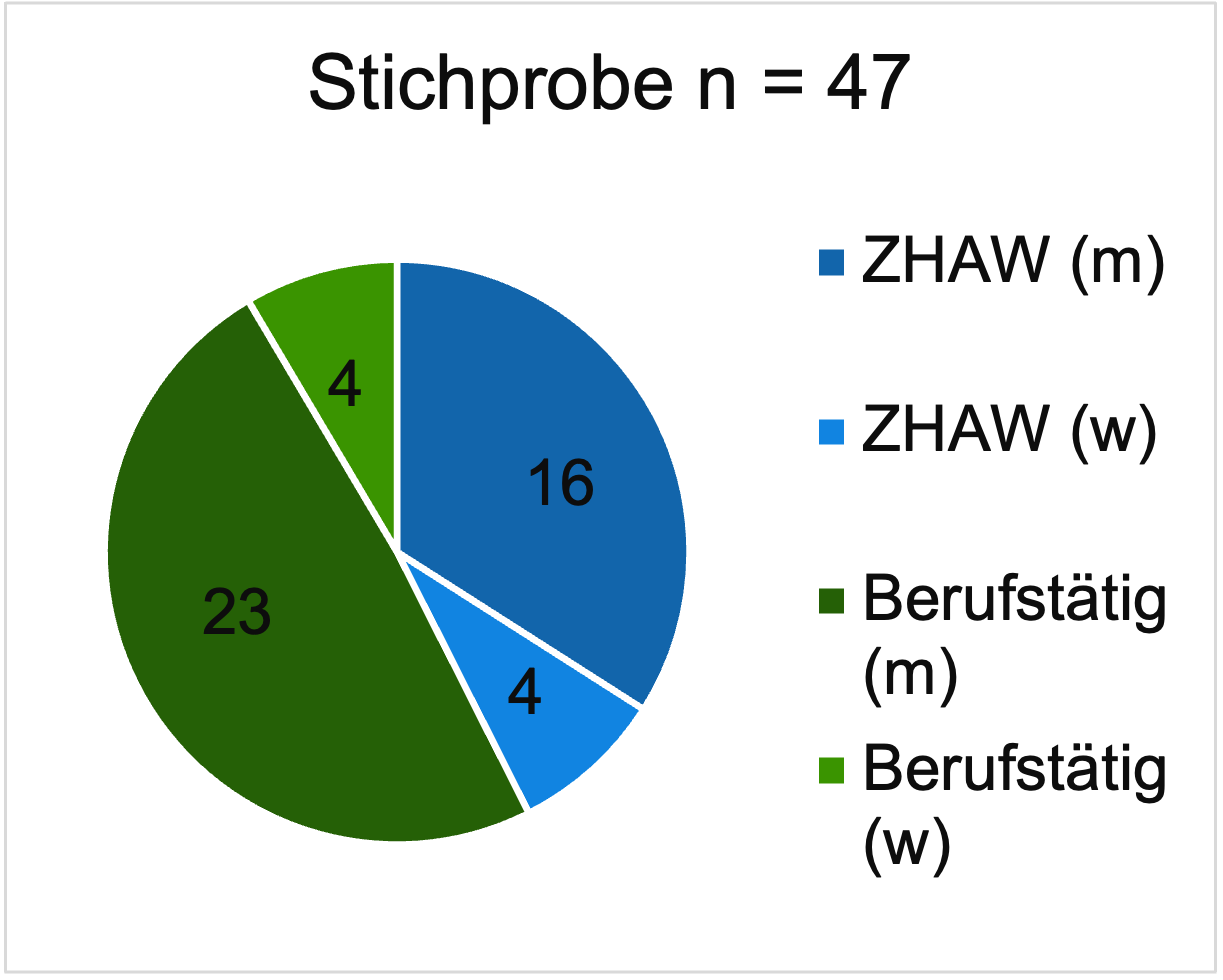 Stichprobe n = 47
16
4
23
4
ZHAW (m)
ZHAW (w)
Berufstätig
(m)
Berufstätig
(w)